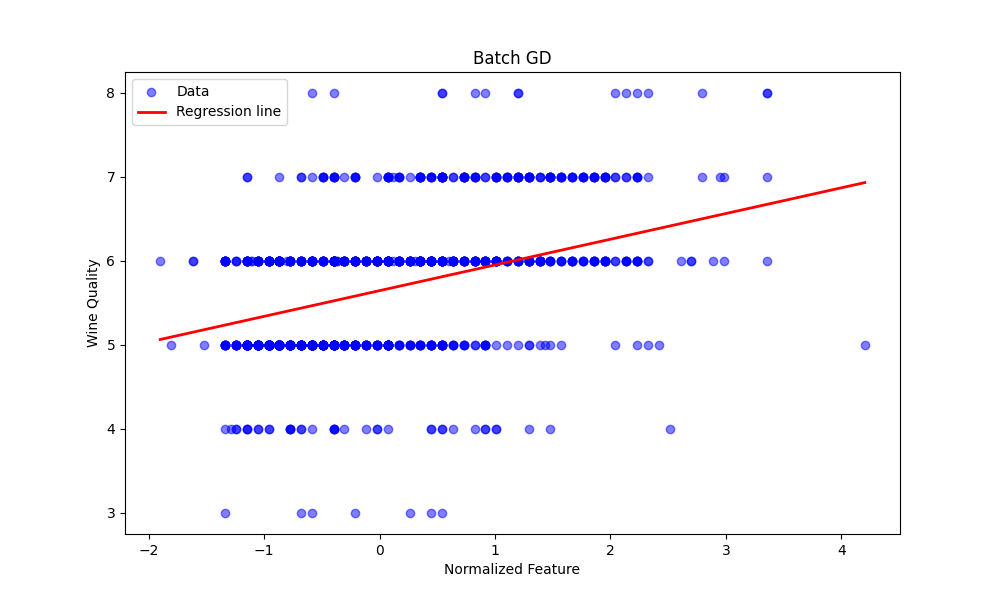 Batch GD
Data
Regression line
8
7
6
5
4
3
Wine Quality
−2
−1
0
1
2
3
4
Normalized Feature